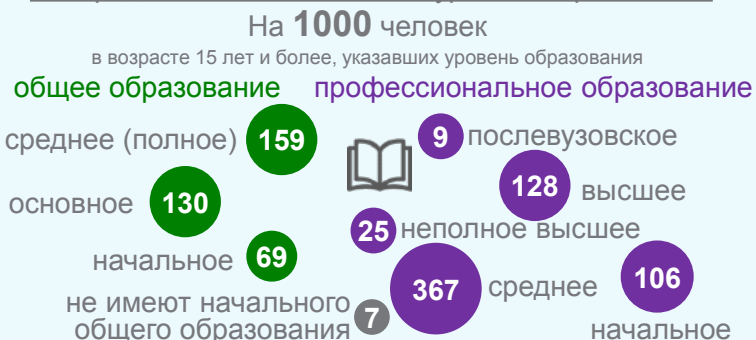 На 1000 человек
в возрасте 15 лет и более, указавших уровень образования
общее образование
профессиональное образование
среднее (полное) 159
9 послевузовское
128 высшее
основное 130
25 неполное высшее
начальное 69
367 среднее
106
начальное
не имеют начального
общего образования 7